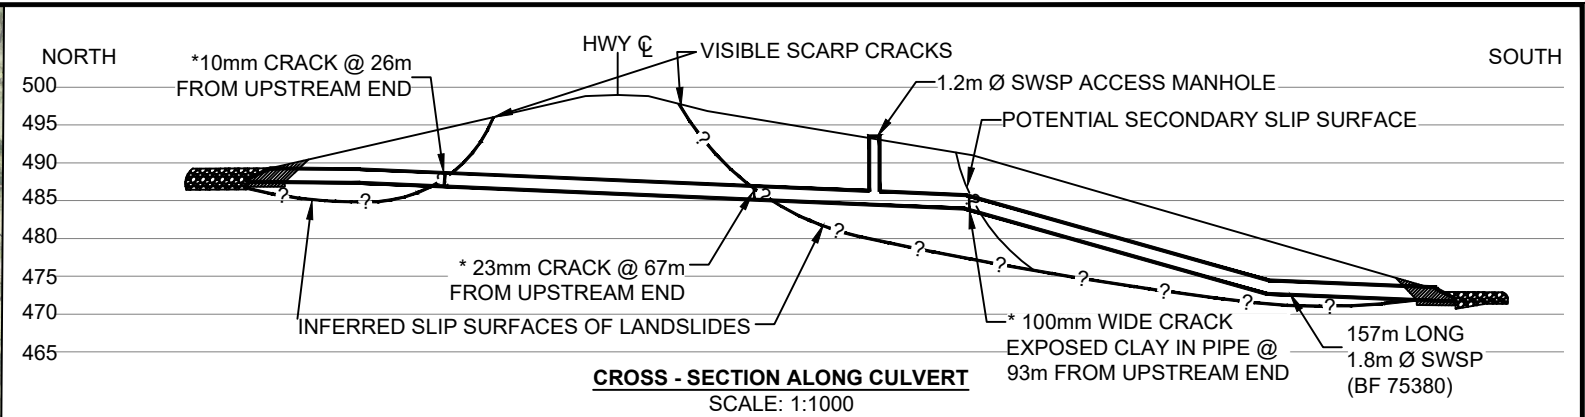 NORTH
SOUTH
*10mm CRACK @ 26m
FROM UPSTREAM END
HWY ℄
VISIBLE SCARP CRACKS
1.2m Ø SWSP ACCESS MANHOLE
POTENTIAL SECONDARY SLIP SURFACE
500
495
490
485
480
475
470
465
?
?
?
?
?
?
?
?
?
?
?
?
?
* 23mm CRACK @ 67m
FROM UPSTREAM END
INFERRED SLIP SURFACES OF LANDSLIDES
* 100mm WIDE CRACK
EXPOSED CLAY IN PIPE @
93m FROM UPSTREAM END
157m LONG
1.8m Ø SWSP
(BF 75380)
CROSS - SECTION ALONG CULVERT
SCALE: 1:1000